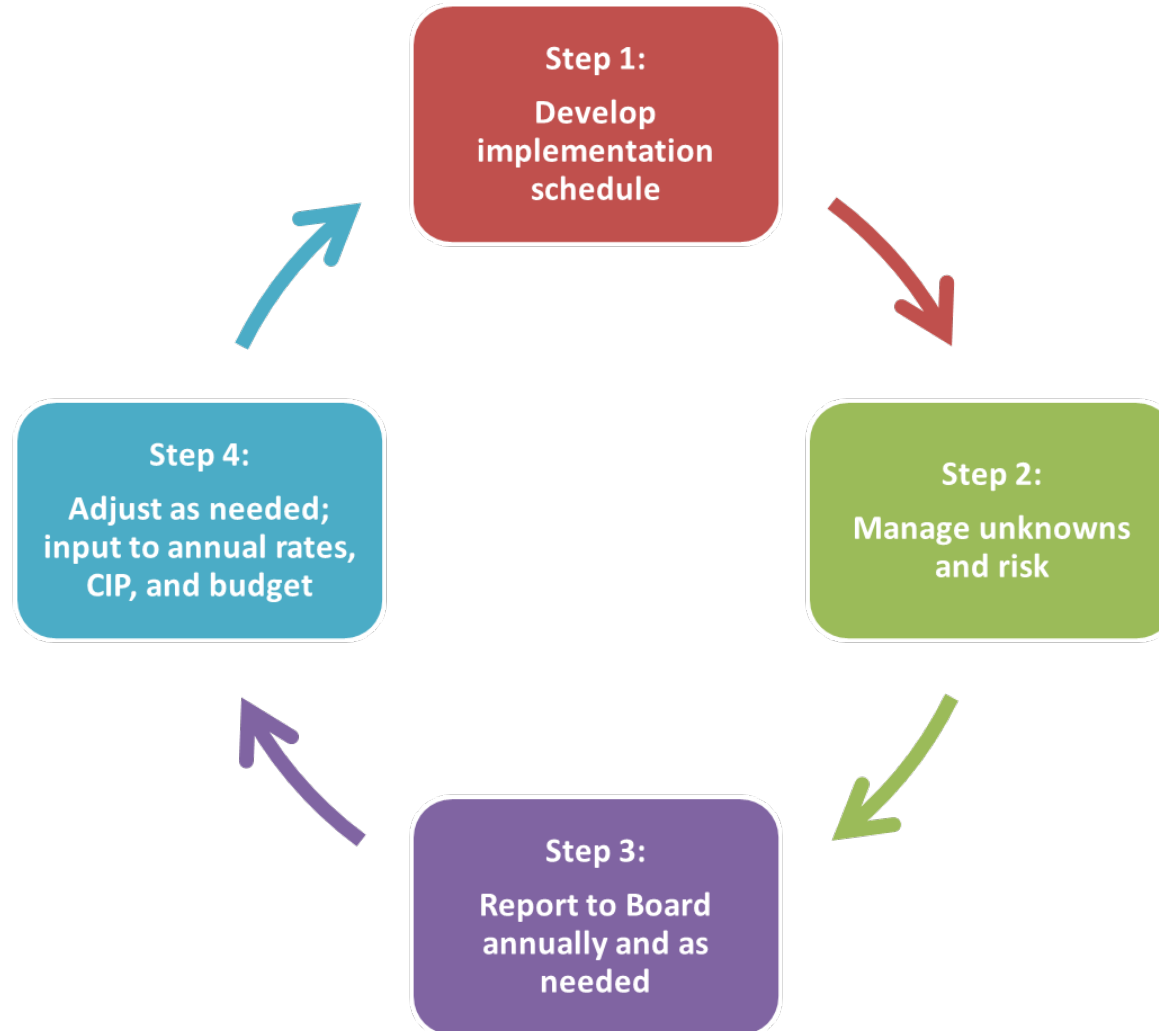 Step 1:
Develop
implementation
schedule
Step 2:
Manage unknowns
and risk
Step 3:
Report to Board
annually and as
needed
Step 4:
Adjust as needed;
input to annual rates,
CIP, and budget